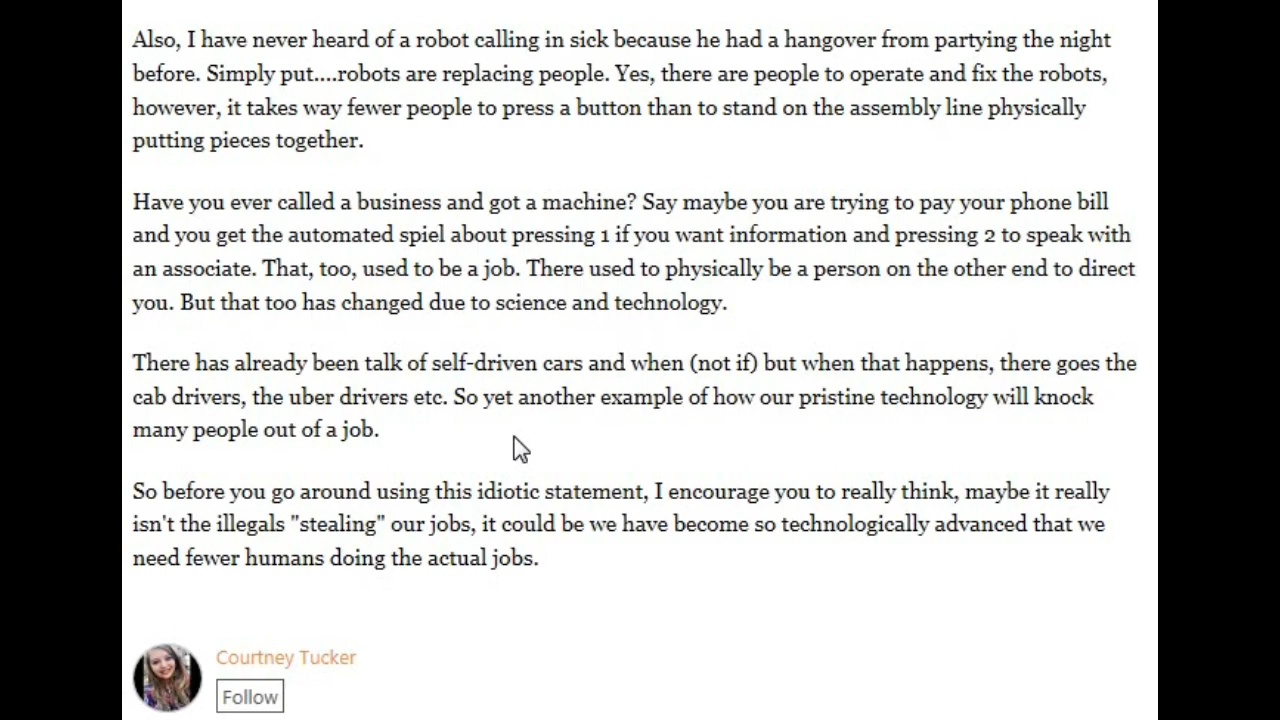 Also, I have never heard of a robot calling in sick because he had a hangover from partying the night
before. Simply put....robots are replacing people. Yes, there are people to operate and fix the robots,
however, it takes way fewer people to press a button than to stand on the assembly line physically
putting pieces together.
Have you ever called a business and got a machine? Say maybe you are trying to pay your phone bill
and you get the automated spiel about pressing 1 if you want information and pressing 2 to speak with
an associate. That, too, used to be a job. There used to physically be a person on the other end to direct
you. But that too has changed due to science and technology.
There has already been talk of self-driven cars and when (not if) but when that happens, there goes the
cab drivers, the uber drivers etc. So yet another example of how our pristine technology will knock
many people out of a job.
So before you go around using this idiotic statement, I encourage you to really think, maybe it really
isn't the illegals "stealing" our jobs, it could be we have become so technologically advanced that we
need fewer humans doing the actual jobs.
Courtney Tucker
Follow